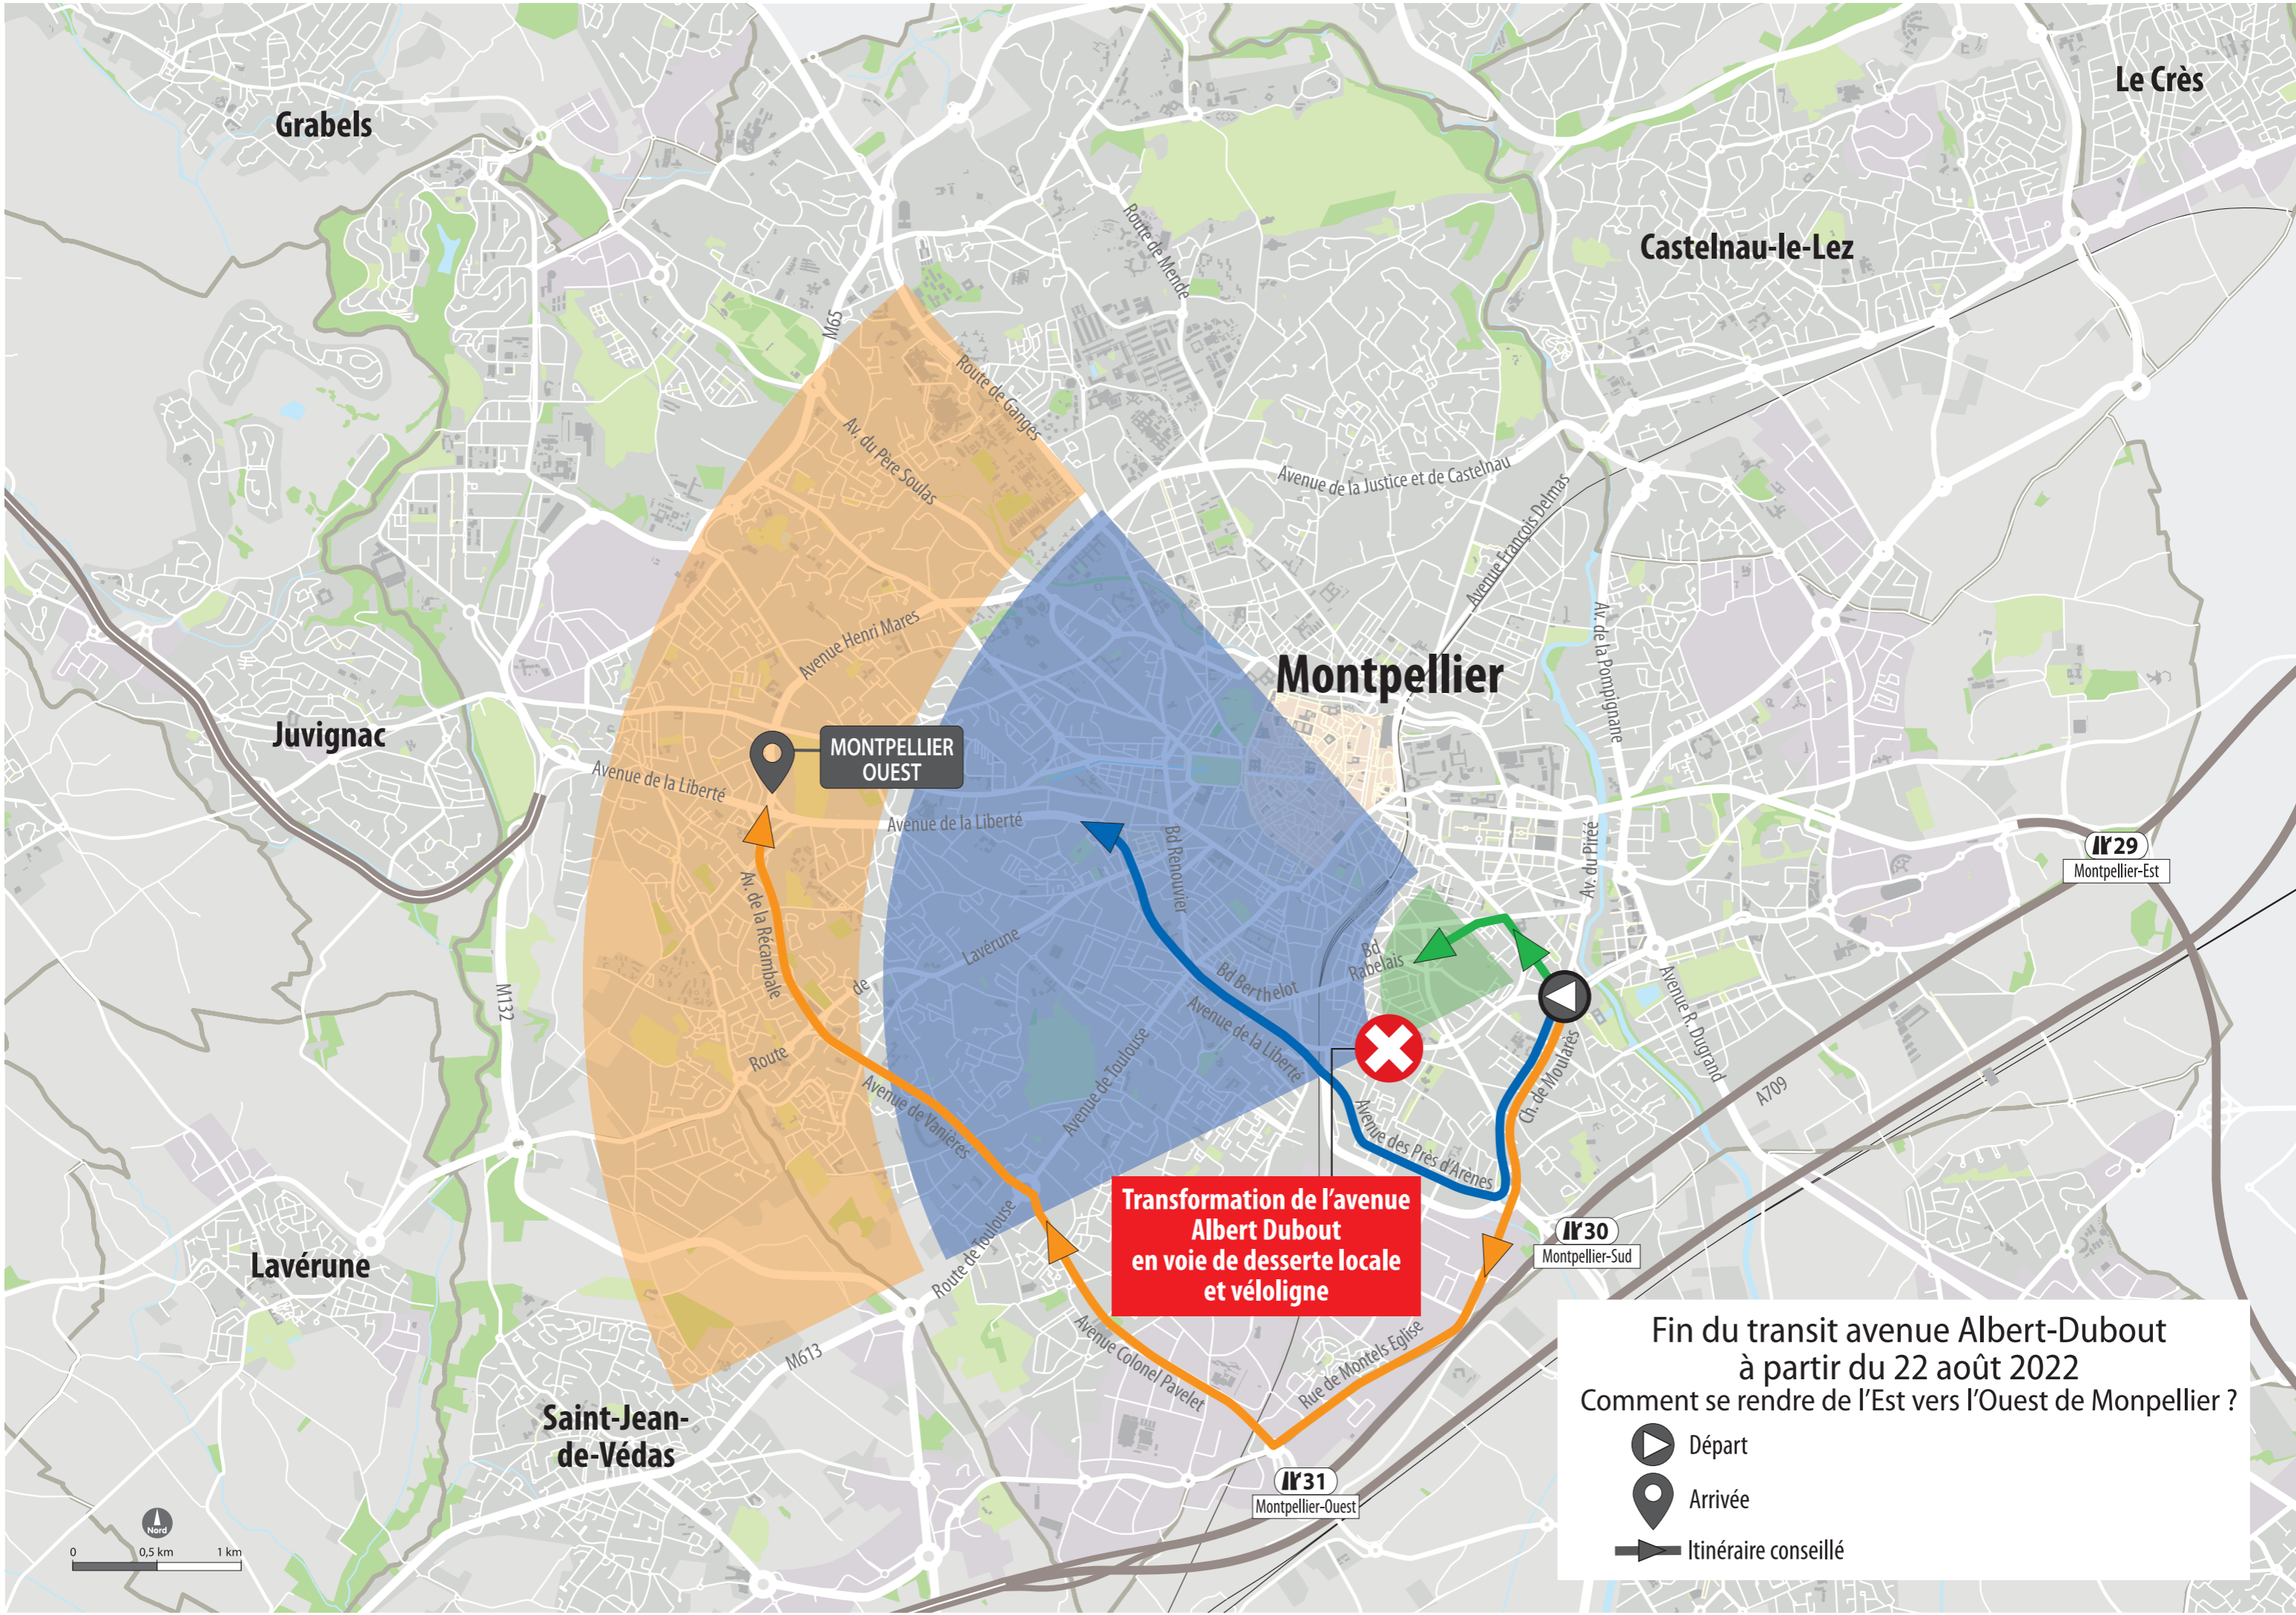 Le Crès
Grabels
Route de Mende
Castelnau-le-Lez
M65
Route de Ganges
Av. du Père Soulas
Avenue de la Justice et de Castelnau
Avenue François Delmas
Av. de la Pompignane
Avenue Henri Mares
Montpellier
Juvignac
MONTPELLIER
OUEST
Avenue de la Liberté
Avenue de la Liberté
Bd Renouvier
Av. du Pirée
29
Montpellier-Est
Av. de la Récambale
Lavérune
de
Route
Bd
Rabelais
Bd Berthelot
Avenue de la Liberté
M132
Avenue R. Dugrand
Ch. de Moularès
A709
Avenue de Vanières
Avenue de Toulouse
Avenue des Pres d'Arènes
Transformation de l'avenue
Albert Dubout
en voie de desserte locale
et véloligne
30
Montpellier-Sud
Lavérune
Route de Toulouse
M613
Avenue Colonel Pavelet
Rue de Montels Eglise
Saint-Jean-
de-Védas
31
Montpellier-Ouest
Fin du transit avenue Albert-Dubout
à partir du 22 août 2022
Comment se rendre de l'Est vers l'Ouest de Monpellier ?
Départ
Arrivée
Itinéraire conseillé
Nord
0 0,5 km 1 km